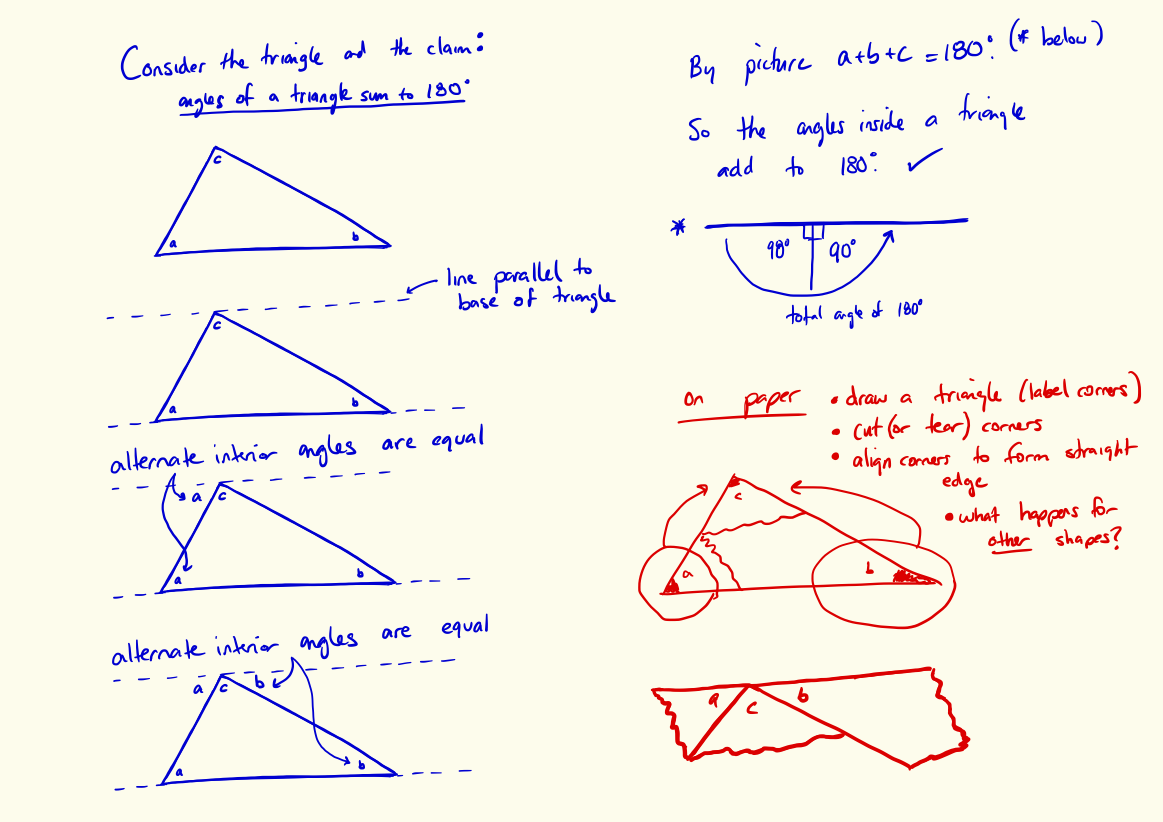 Consider the triangle and the claim:
angles of a triangle sum to 180°
c
a
b
line parallel to
base of triangle
c
a
b
alternate interior angles are equal
a
c
a
b
alternate interior angles are equal
a
c
b
a
b
By picture a+b+c = 180°. (* below)
So the angles inside a triangle
add to 180°. ✓
*
90°
90°
total angle of 180°
on paper
• draw a triangle (label corners)
• cut (or tear) corners
• align corners to form straight
edge
• what happens for
other shapes?
c
a
b
a
c
b